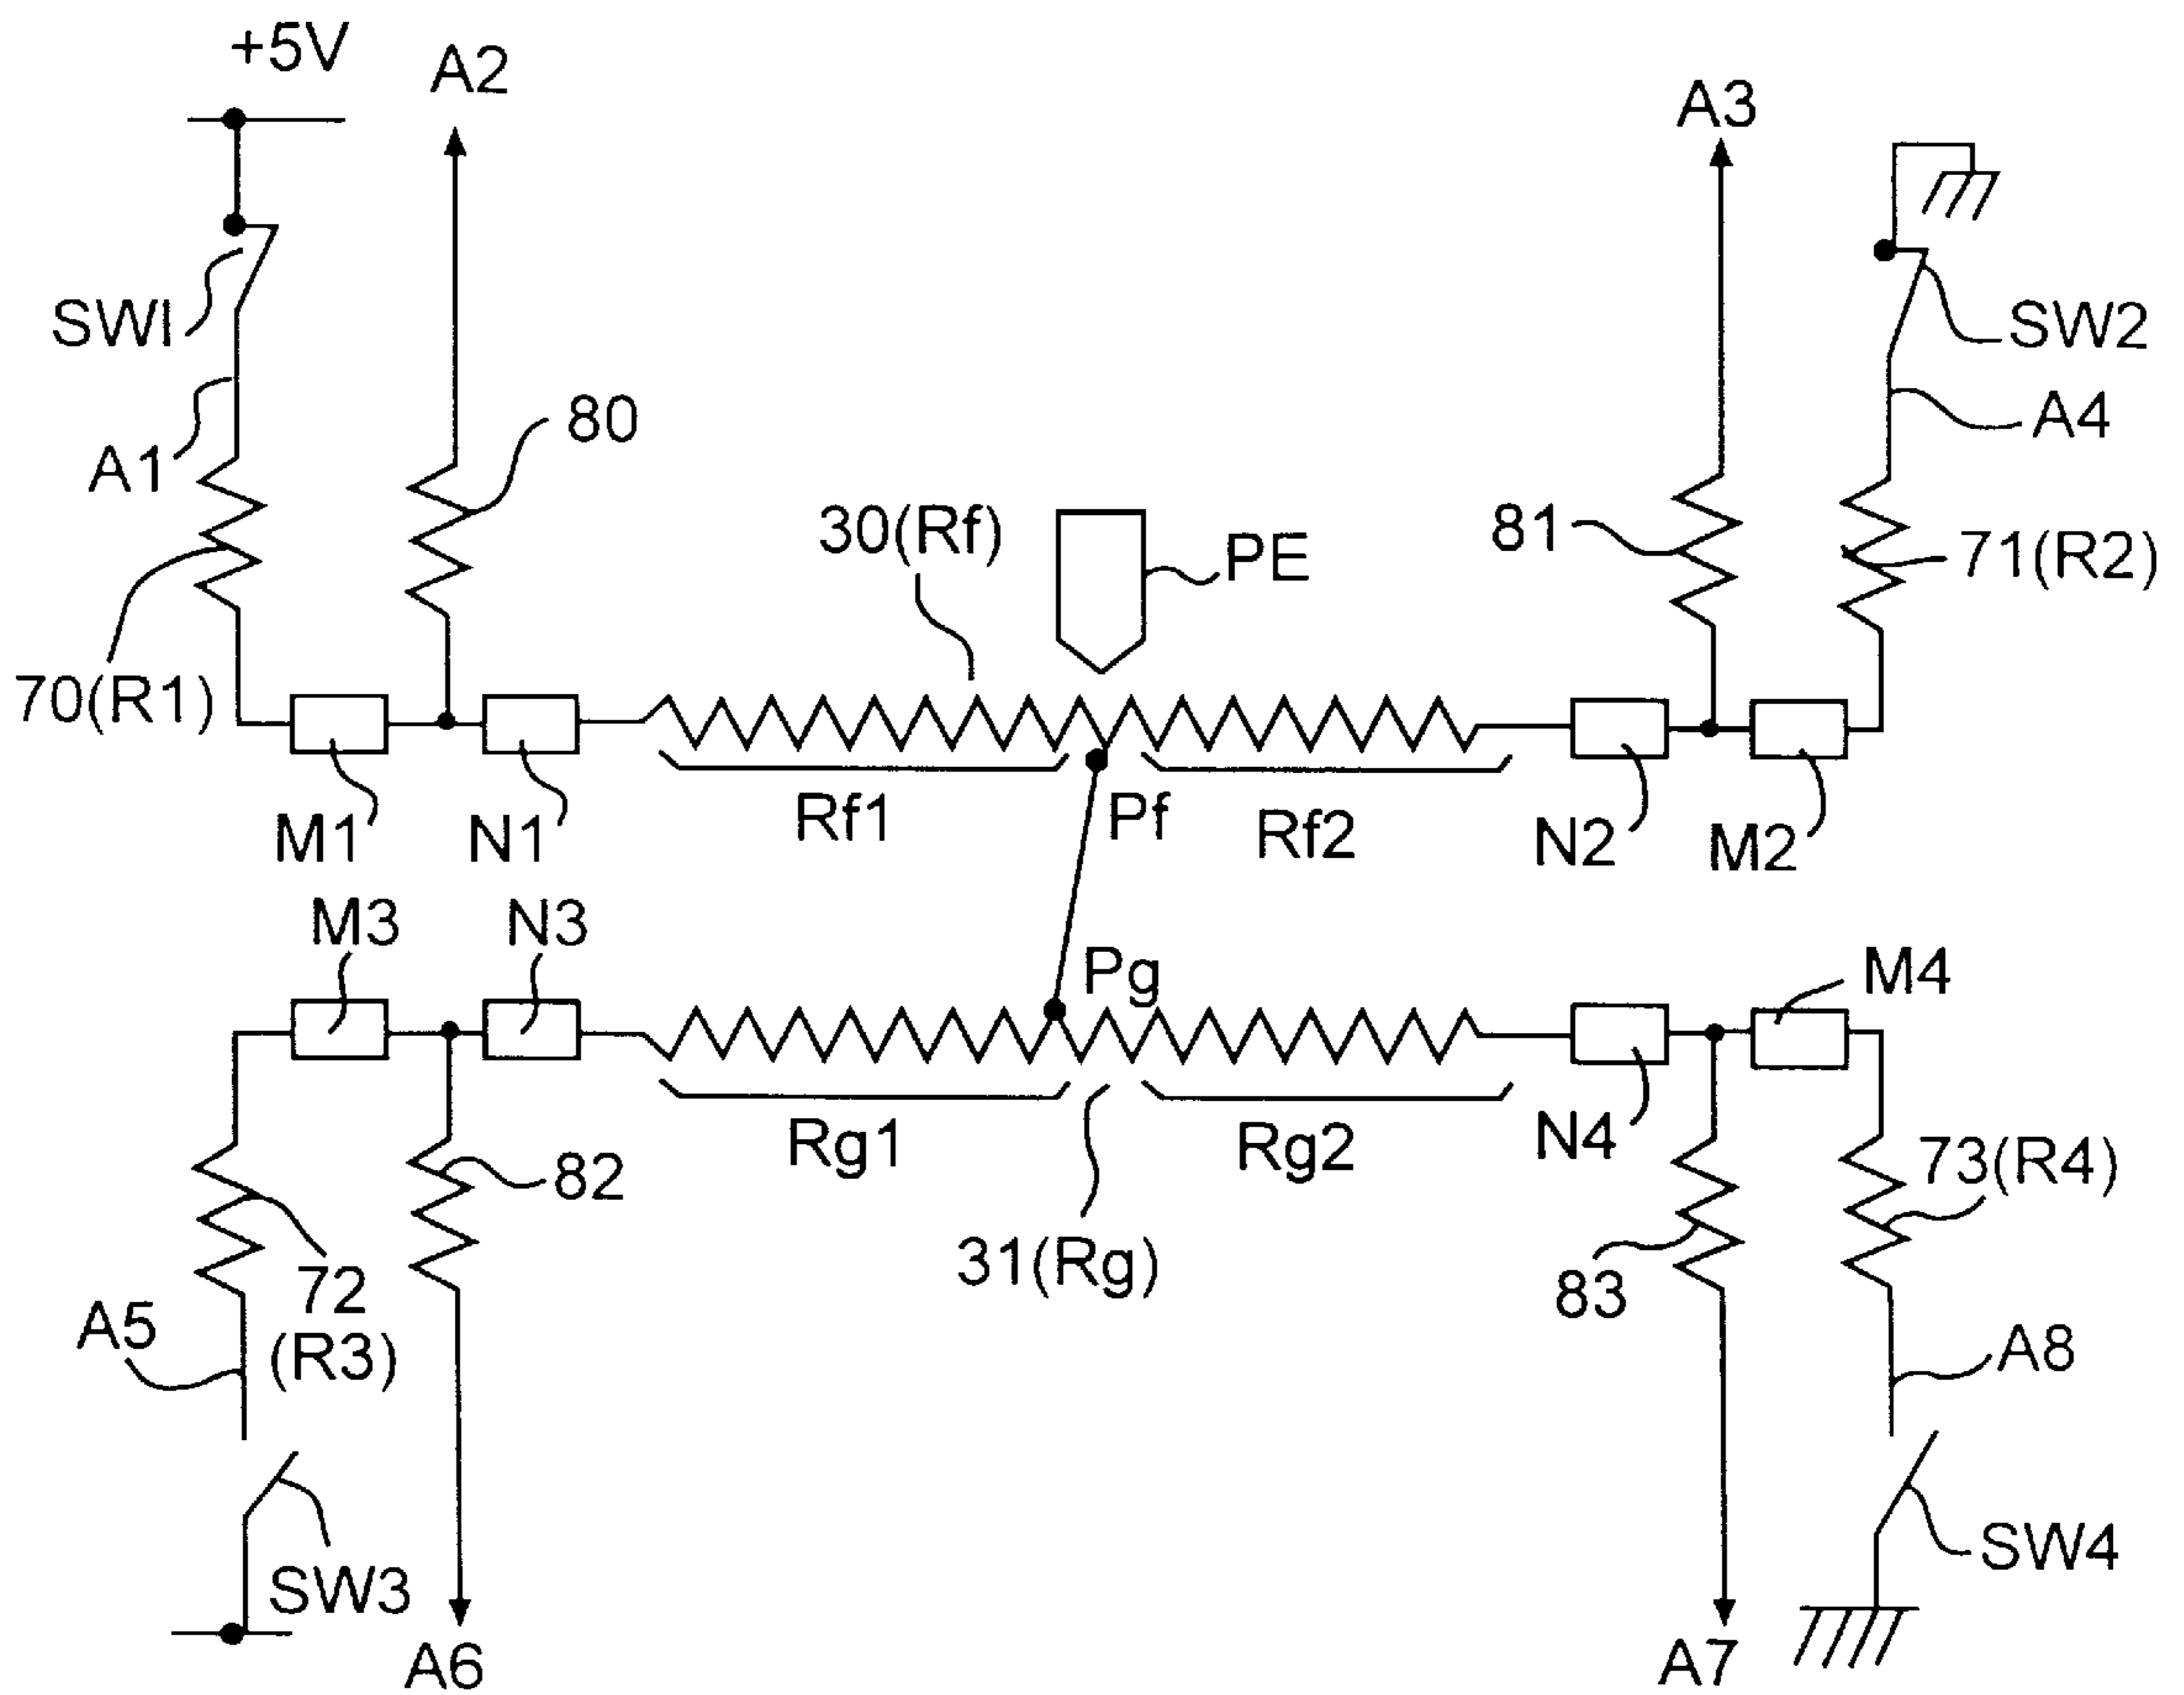 +5V
A2
A3
SW1
SW2
A1
80
A4
30(Rf)
PE
81
71(R2)
70(R1)
M1
N1
Rf1
Pf
Rf2
N2
M2
M3
N3
Pg
M4
Rg1
Rg2
N4
82
73(R4)
31(Rg)
72
(R3)
83
A5
A8
SW3
SW4
A6
A7